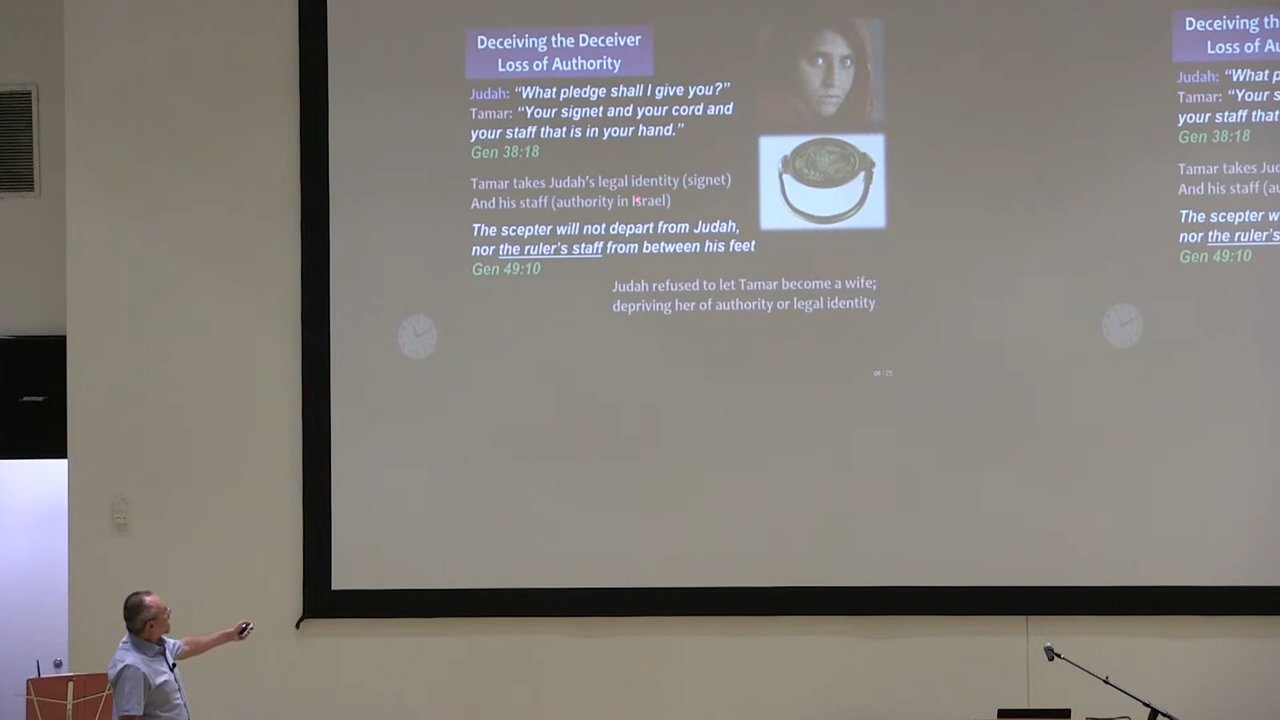 Deceiving the Deceiver
Loss of Authority
Judah: “What pledge shall I give you?”
Tamar: “Your signet and your cord and
your staff that is in your hand.”
Gen 38:18
Tamar takes Judah’s legal identity (signet)
And his staff (authority in Israel)
The scepter will not depart from Judah,
nor the ruler’s staff from between his feet
Gen 49:10
Judah refused to let Tamar become a wife;
depriving her of authority or legal identity
Deceiving th
Loss of Au
Judah: “What p
Tamar: “Your s
your staff that
Gen 38:18
Tamar takes Jud
And his staff (au
The scepter w
nor the ruler’s
Gen 49:10
BOSE